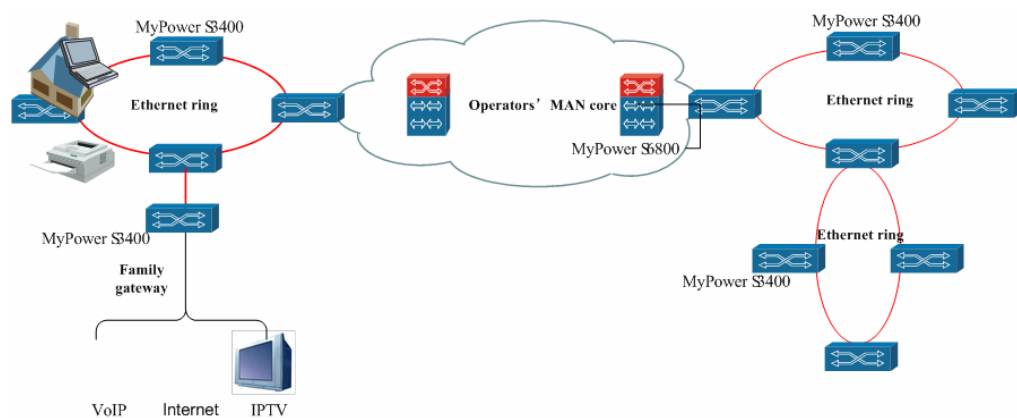 MyPower S3400
MyPower S3400
Ethernet ring
Operators' MAN core
Ethernet ring
MyPower S6800
MyPower S3400
Ethernet ring
Family
gateway
MyPower S3400
VoIP
Internet
IPTV